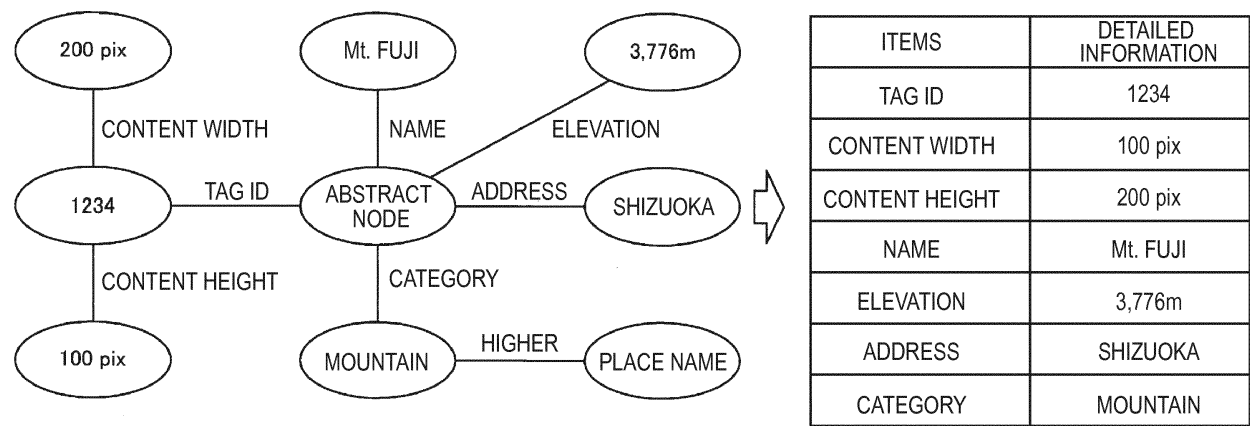 200 pix
Mt. FUJI
3,776m
CONTENT WIDTH
NAME
ELEVATION
1234
TAG ID
ABSTRACT
NODE
ADDRESS
SHIZUOKA
CONTENT HEIGHT
CATEGORY
100 pix
MOUNTAIN
HIGHER
PLACE NAME
ITEMS
DETAILED
INFORMATION
TAG ID
1234
CONTENT WIDTH
100 pix
CONTENT HEIGHT
200 pix
NAME
Mt. FUJI
ELEVATION
3,776m
ADDRESS
SHIZUOKA
CATEGORY
MOUNTAIN